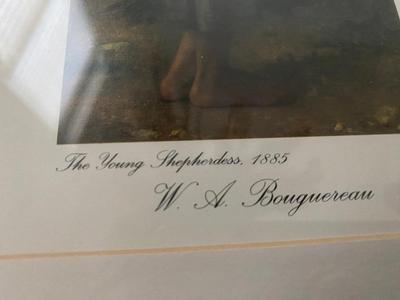 The Young Shepherdess, 1885
W. A. Bouguereau